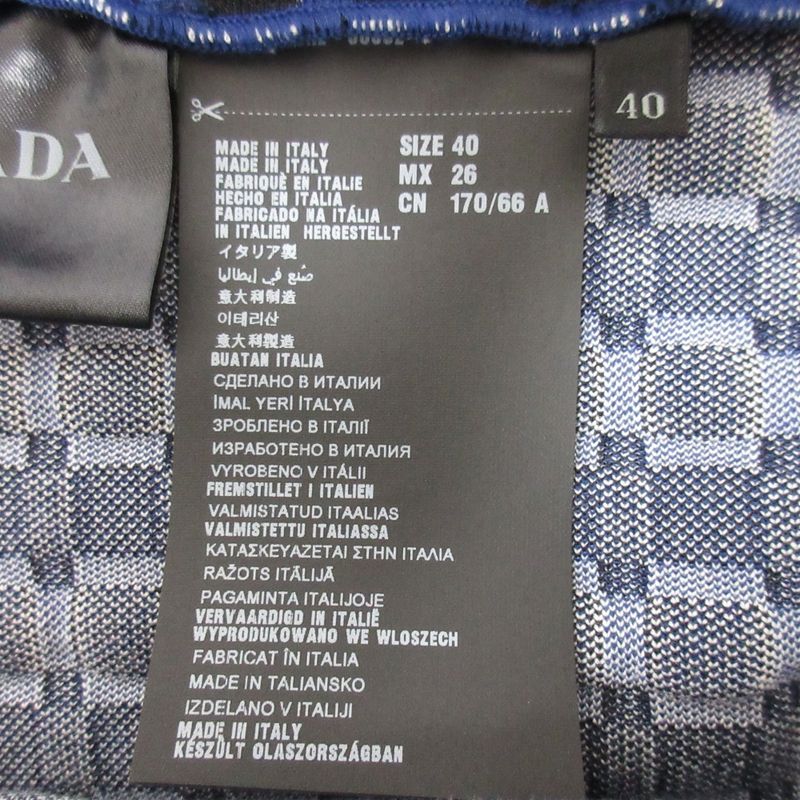 ADA
40
MADE IN ITALY
MADE IN ITALY
FABRIQUÉ EN ITALIE
HECHO EN ITALIA
FABRICADO NA ITÁLIA
IN ITALIEN HERGESTELLT
SIZE 40
MX 26
CN 170/66 A
イタリア製
صُنع في إيطاليا
意大利制造
이테리산
意大利製造
BUATAN ITALIA
СДЕЛАНО В ИТАЛИИ
İMAL YERİ İTALYA
ЗРОБЛЕНО В ІТАЛІЇ
ИЗРАБОТЕНО В ИТАЛИЯ
VYROBENO V ITÁLII
FREMSTILLET I ITALIEN
VALMISTATUD ITAALIAS
VALMISTETTU ITALIASSA
ΚΑΤΑΣΚΕΥΑΖΕΤΑΙ ΣΤΗΝ ΙΤΑΛΙΑ
RAŽOTS ITĀLIJĀ
PAGAMINTA ITALIJOJE
VERVAARDIGD IN ITALIË
WYPRODUKOWANO WE WLOSZECH
FABRICAT ÎN ITALIA
MADE IN TALIANSKO
IZDELANO V ITALIJI
MADE IN ITALY
KÉSZÜLT OLASZORSZÁGBAN